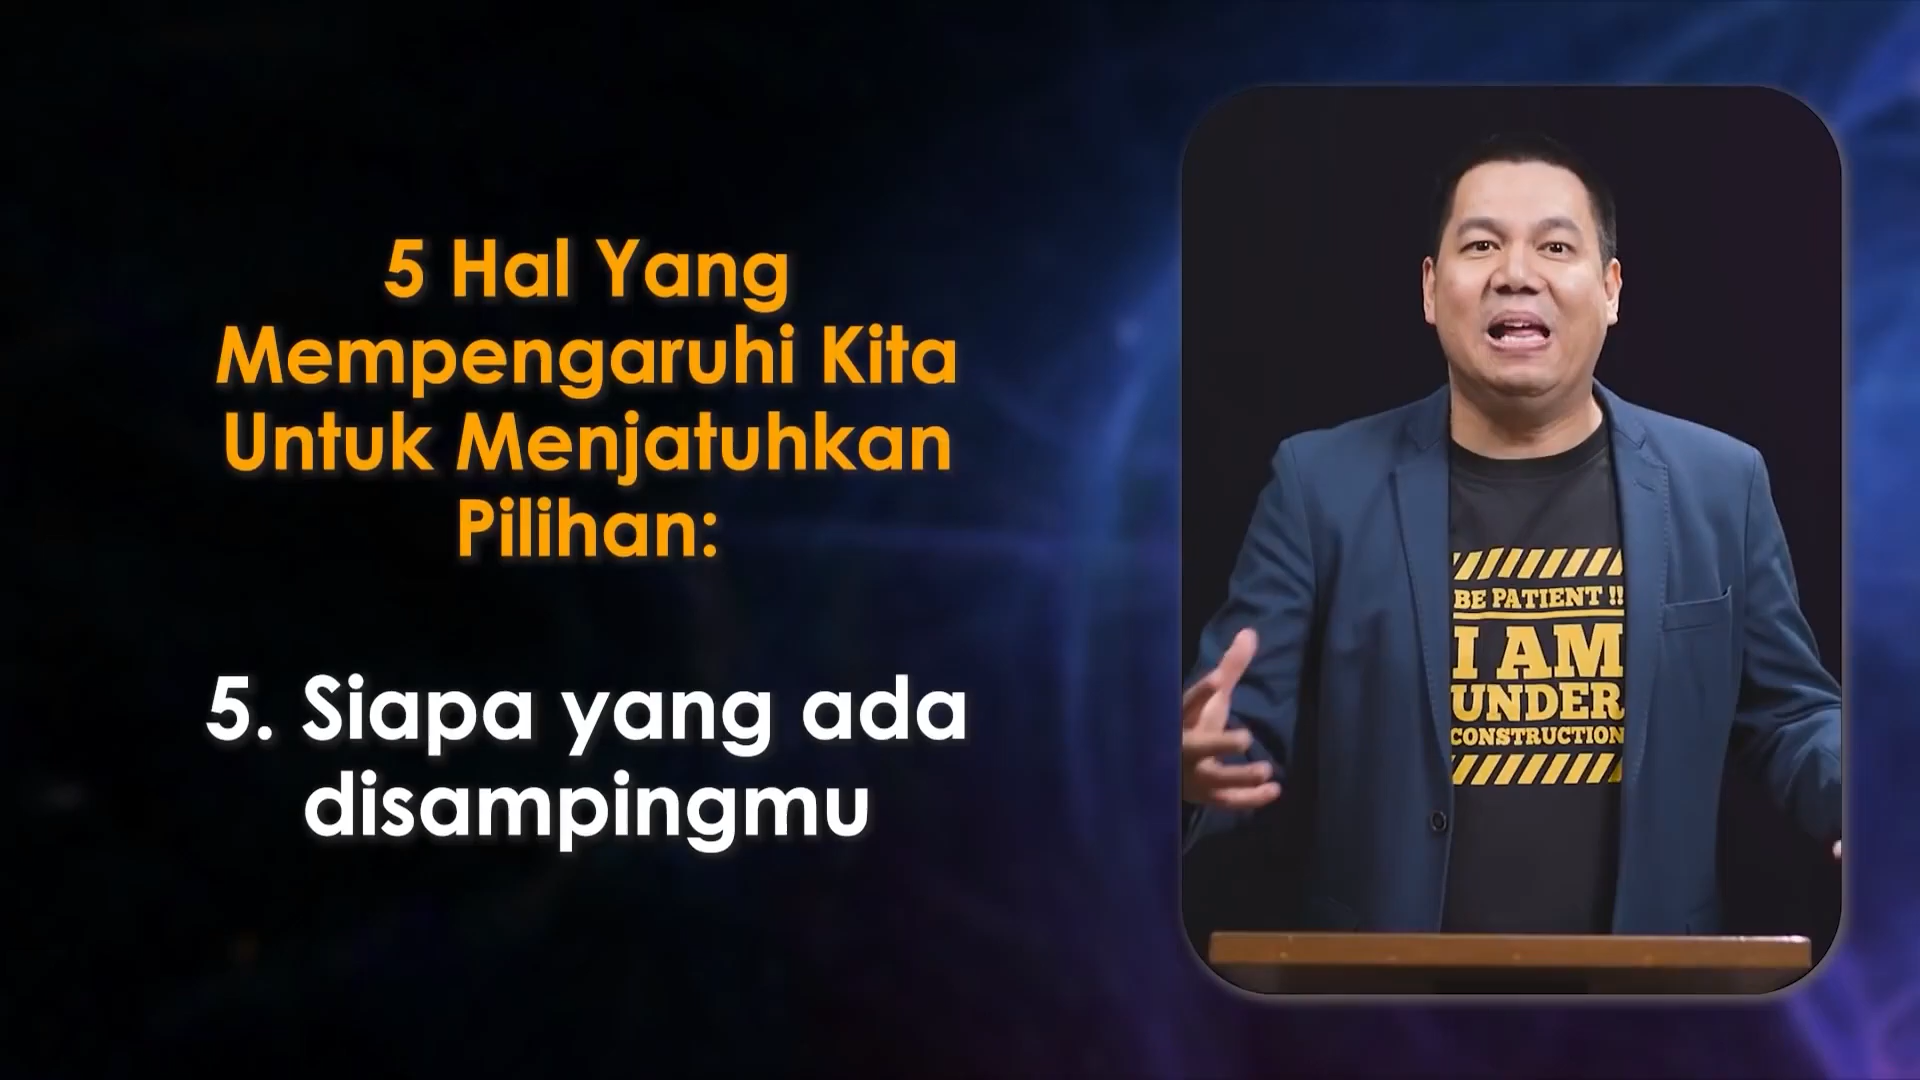 5 Hal Yang
Mempengaruhi Kita
Untuk Menjatuhkan
Pilihan:
5. Siapa yang ada
disampingmu
BE PATIENT !!
I AM
UNDER
CONSTRUCTION